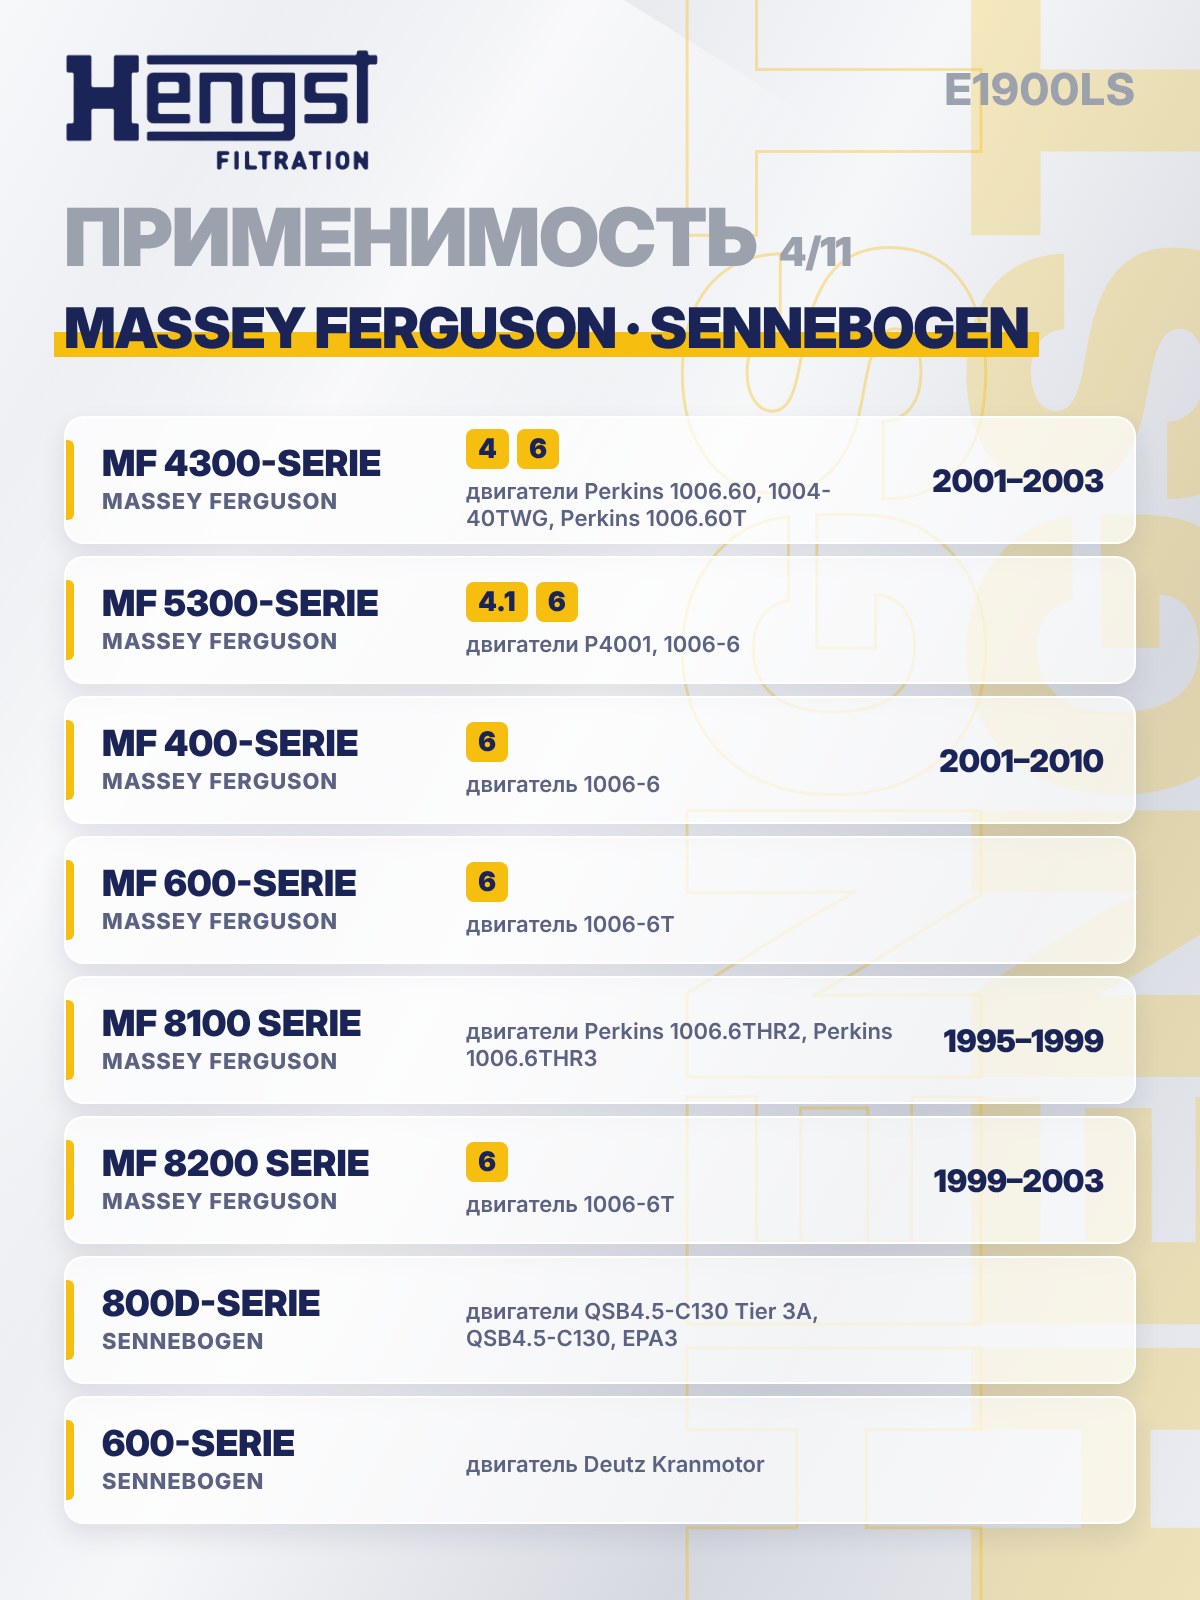 Hengst
FILTRATION
E1900LS
ПРИМЕНИМОСТЬ 4/11
MASSEY FERGUSON · SENNEBOGEN
MF 4300-SERIE
MASSEY FERGUSON
4 6
двигатели Perkins 1006.60, 1004-
40TWG, Perkins 1006.60T
2001–2003
MF 5300-SERIE
MASSEY FERGUSON
4.1 6
двигатели P4001, 1006-6
MF 400-SERIE
MASSEY FERGUSON
6
двигатель 1006-6
2001–2010
MF 600-SERIE
MASSEY FERGUSON
6
двигатель 1006-6T
MF 8100 SERIE
MASSEY FERGUSON
двигатели Perkins 1006.6THR2, Perkins
1006.6THR3
1995–1999
MF 8200 SERIE
MASSEY FERGUSON
6
двигатель 1006-6T
1999–2003
800D-SERIE
SENNEBOGEN
двигатели QSB4.5-C130 Tier 3A,
QSB4.5-C130, EPA3
600-SERIE
SENNEBOGEN
двигатель Deutz Kranmotor
HENGST
HENGST